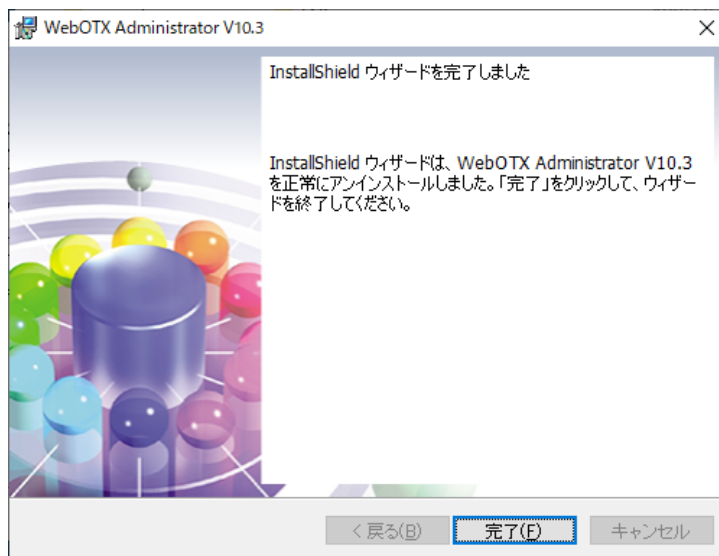 WebOTX Administrator V10.3
InstallShield ウィザードを完了しました
InstallShield ウィザードは、WebOTX Administrator V10.3
を正常にアンインストールしました。「完了」をクリックして、ウィザー
ドを終了してください。
< 戻る(B) 完了(F) キャンセル